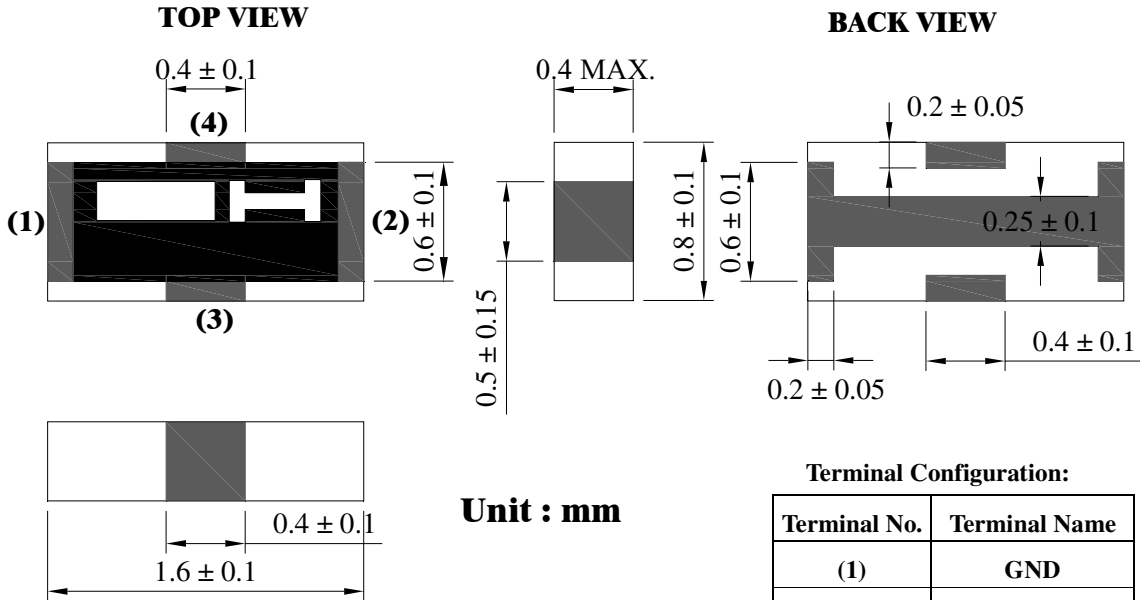 TOP VIEW
BACK VIEW
0.4 ± 0.1
0.4 MAX.
0.2 ± 0.05
(4)
(1)
(2)
0.6 ± 0.1
0.8 ± 0.1
0.6 ± 0.1
0.25 ± 0.1
(3)
0.5 ± 0.15
0.4 ± 0.1
0.2 ± 0.05
Terminal Configuration:
Unit : mm
0.4 ± 0.1
1.6 ± 0.1
Terminal No. Terminal Name
(1) GND